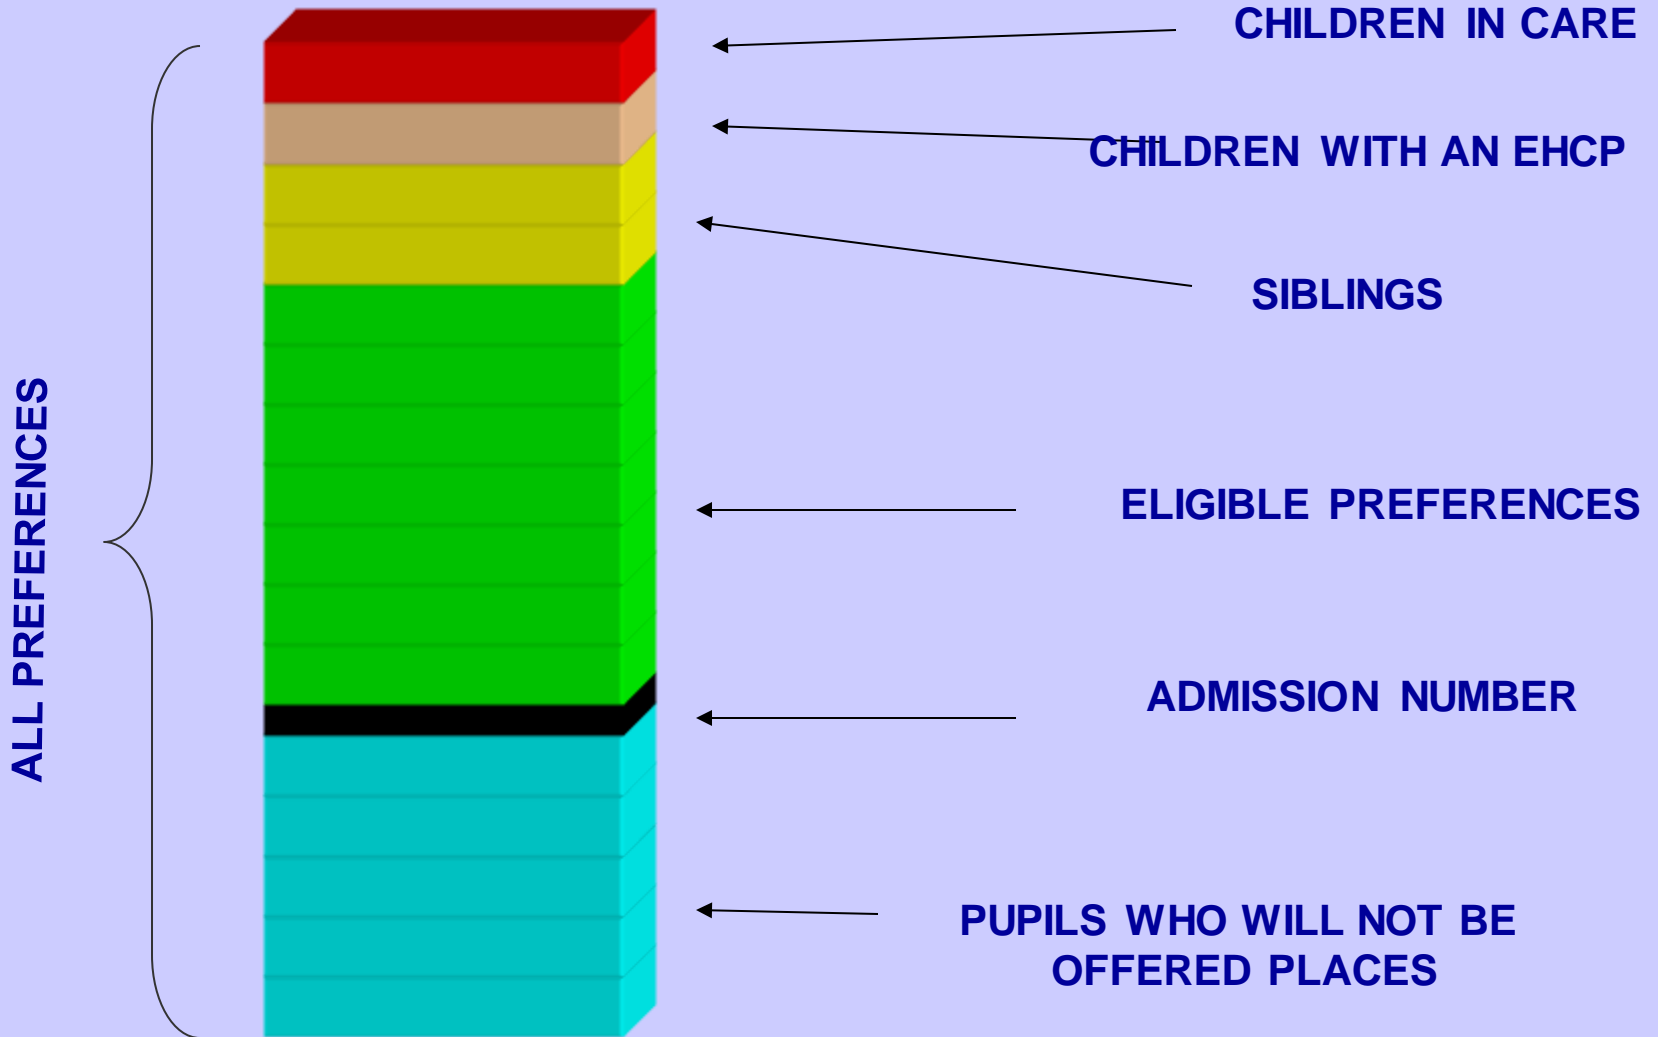 CHILDREN IN CARE
CHILDREN WITH AN EHCP
SIBLINGS
ALL PREFERENCES
ELIGIBLE PREFERENCES
ADMISSION NUMBER
PUPILS WHO WILL NOT BE
OFFERED PLACES